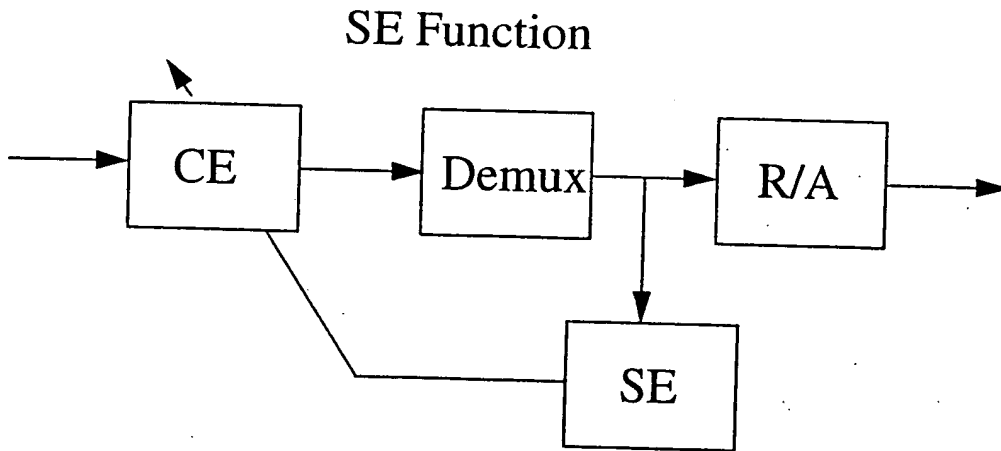 SE Function
CE
Demux
R/A
SE